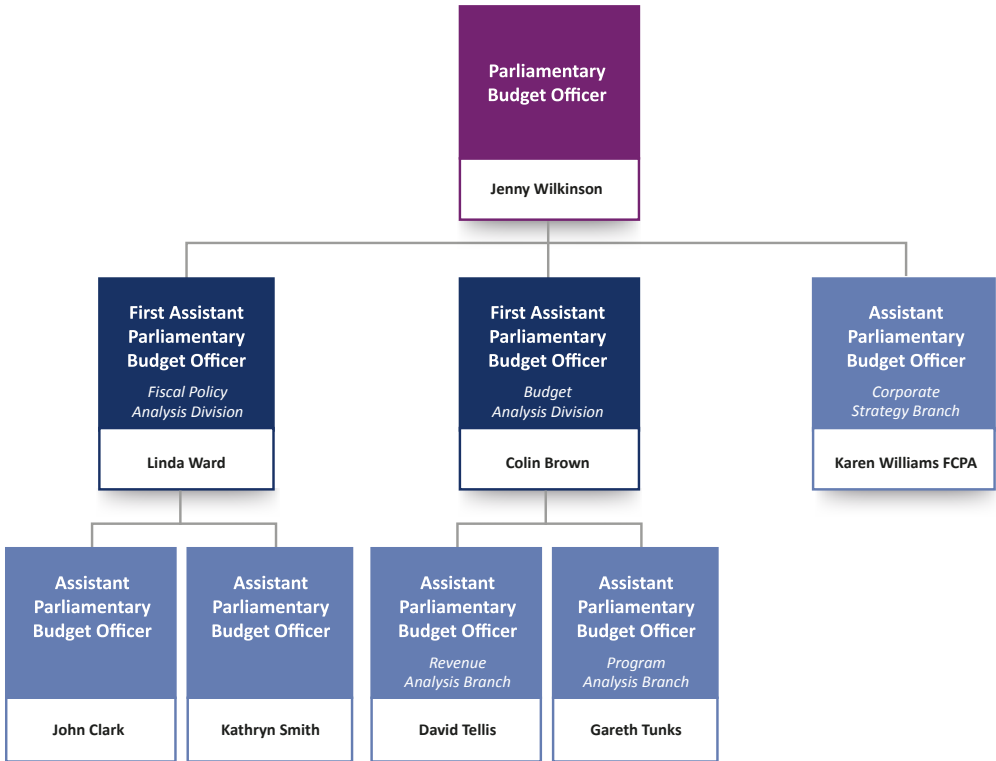 Parliamentary
Budget Officer
Jenny Wilkinson
First Assistant
Parliamentary
Budget Officer
Fiscal Policy
Analysis Division
Linda Ward
First Assistant
Parliamentary
Budget Officer
Budget
Analysis Division
Colin Brown
Assistant
Parliamentary
Budget Officer
Corporate
Strategy Branch
Karen Williams FCPA
Assistant
Parliamentary
Budget Officer
John Clark
Assistant
Parliamentary
Budget Officer
Kathryn Smith
Assistant
Parliamentary
Budget Officer
Revenue
Analysis Branch
David Tellis
Assistant
Parliamentary
Budget Officer
Program
Analysis Branch
Gareth Tunks